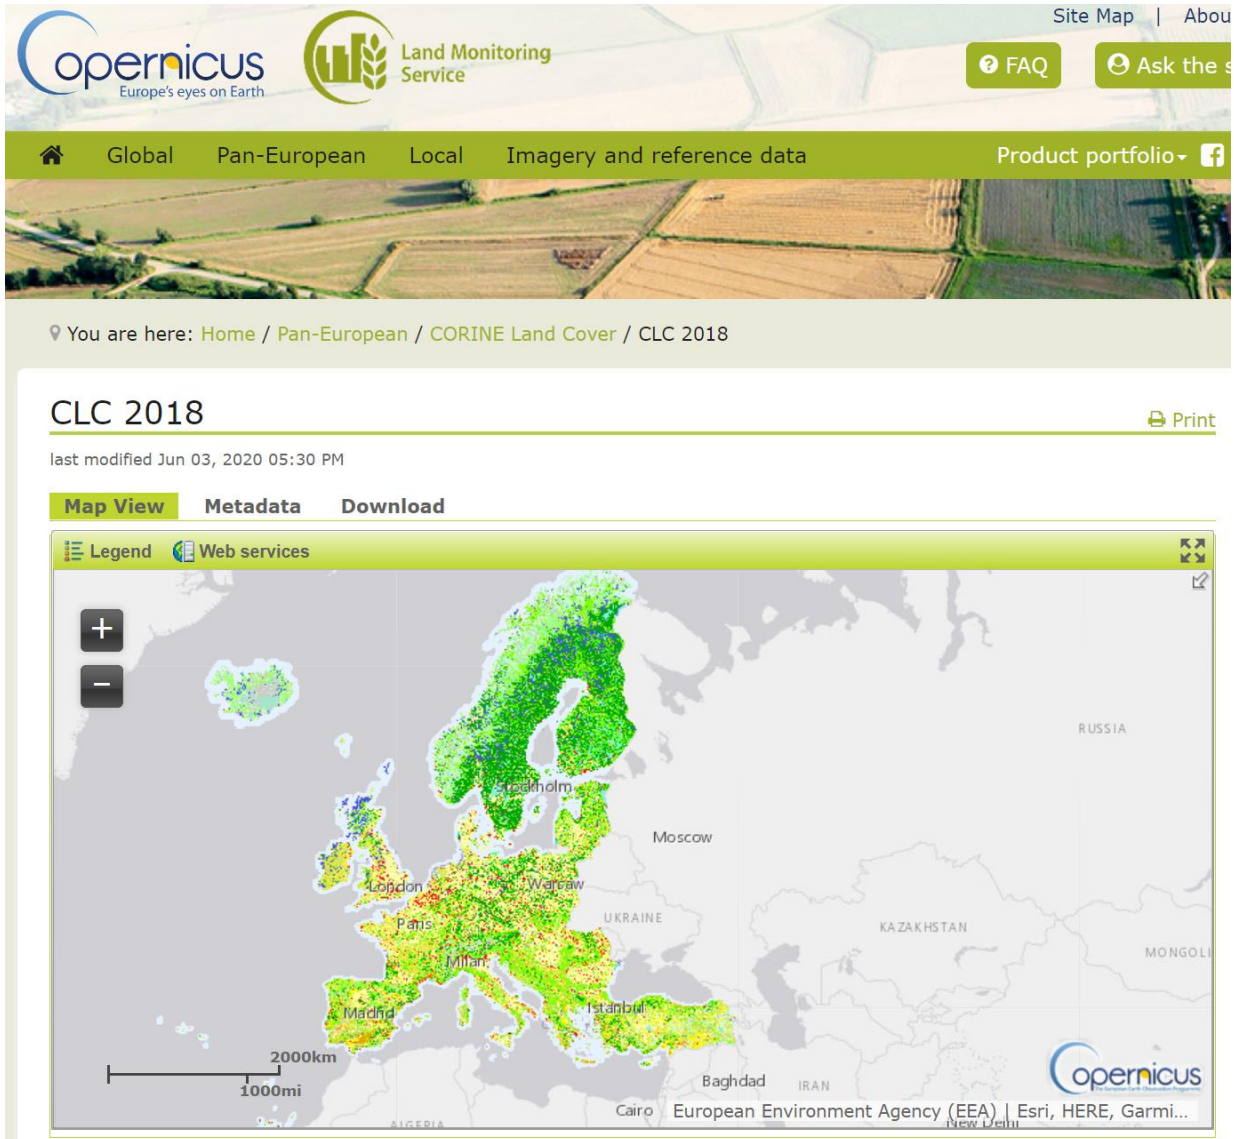 Site Map | Abou
Copernicus
Europe's eyes on Earth
Land Monitoring
Service
FAQ
Ask the s
Global Pan-European Local Imagery and reference data Product portfolio
You are here: Home / Pan-European / CORINE Land Cover / CLC 2018
CLC 2018
Print
last modified Jun 03, 2020 05:30 PM
Map View Metadata Download
Legend Web services
+
−
RUSSIA
Stockholm
Moscow
London
Warsaw
Paris
UKRAINE
KAZAKHSTAN
Milan
MONGOLI
Madrid
Istanbul
2000km
1000mi
Baghdad
IRAN
Copernicus
Cairo
European Environment Agency (EEA) | Esri, HERE, Garmi...
ALGERIA
New Delhi